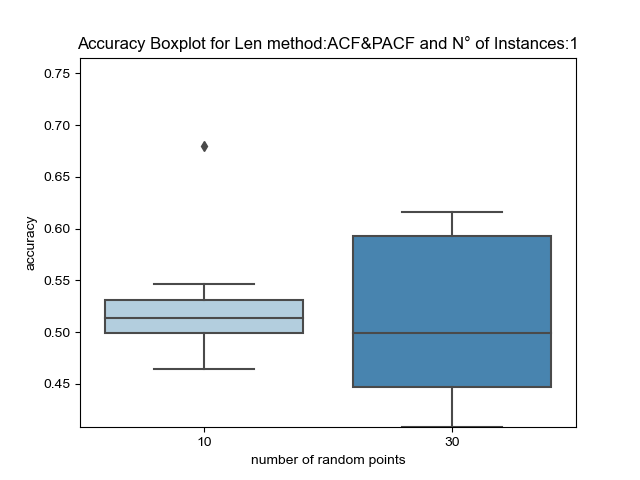 Accuracy Boxplot for Len method:ACF&PACF and N° of Instances:1
0.75
0.70
0.65
0.60
0.55
0.50
0.45
accuracy
10 30
number of random points